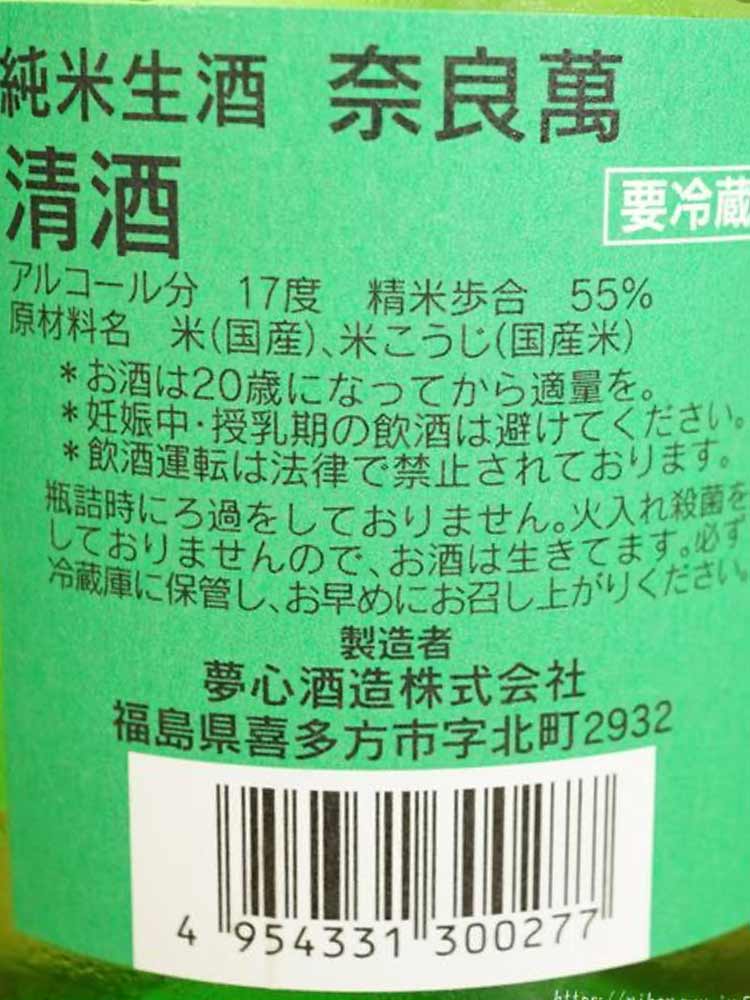 純米生酒 奈良萬
清酒
要冷蔵
アルコール分 17度 精米歩合 55%
原材料名 米(国産)、米こうじ(国産米)
*お酒は20歳になってから適量を。
*妊娠中・授乳期の飲酒は避けてください。
*飲酒運転は法律で禁止されております。
瓶詰時にろ過をしておりません。火入れ殺菌を
しておりませんので、お酒は生きてます。必ず
冷蔵庫に保管し、お早めにお召し上がりください。
製造者
夢心酒造株式会社
福島県喜多方市字北町2932
4 954331 300277